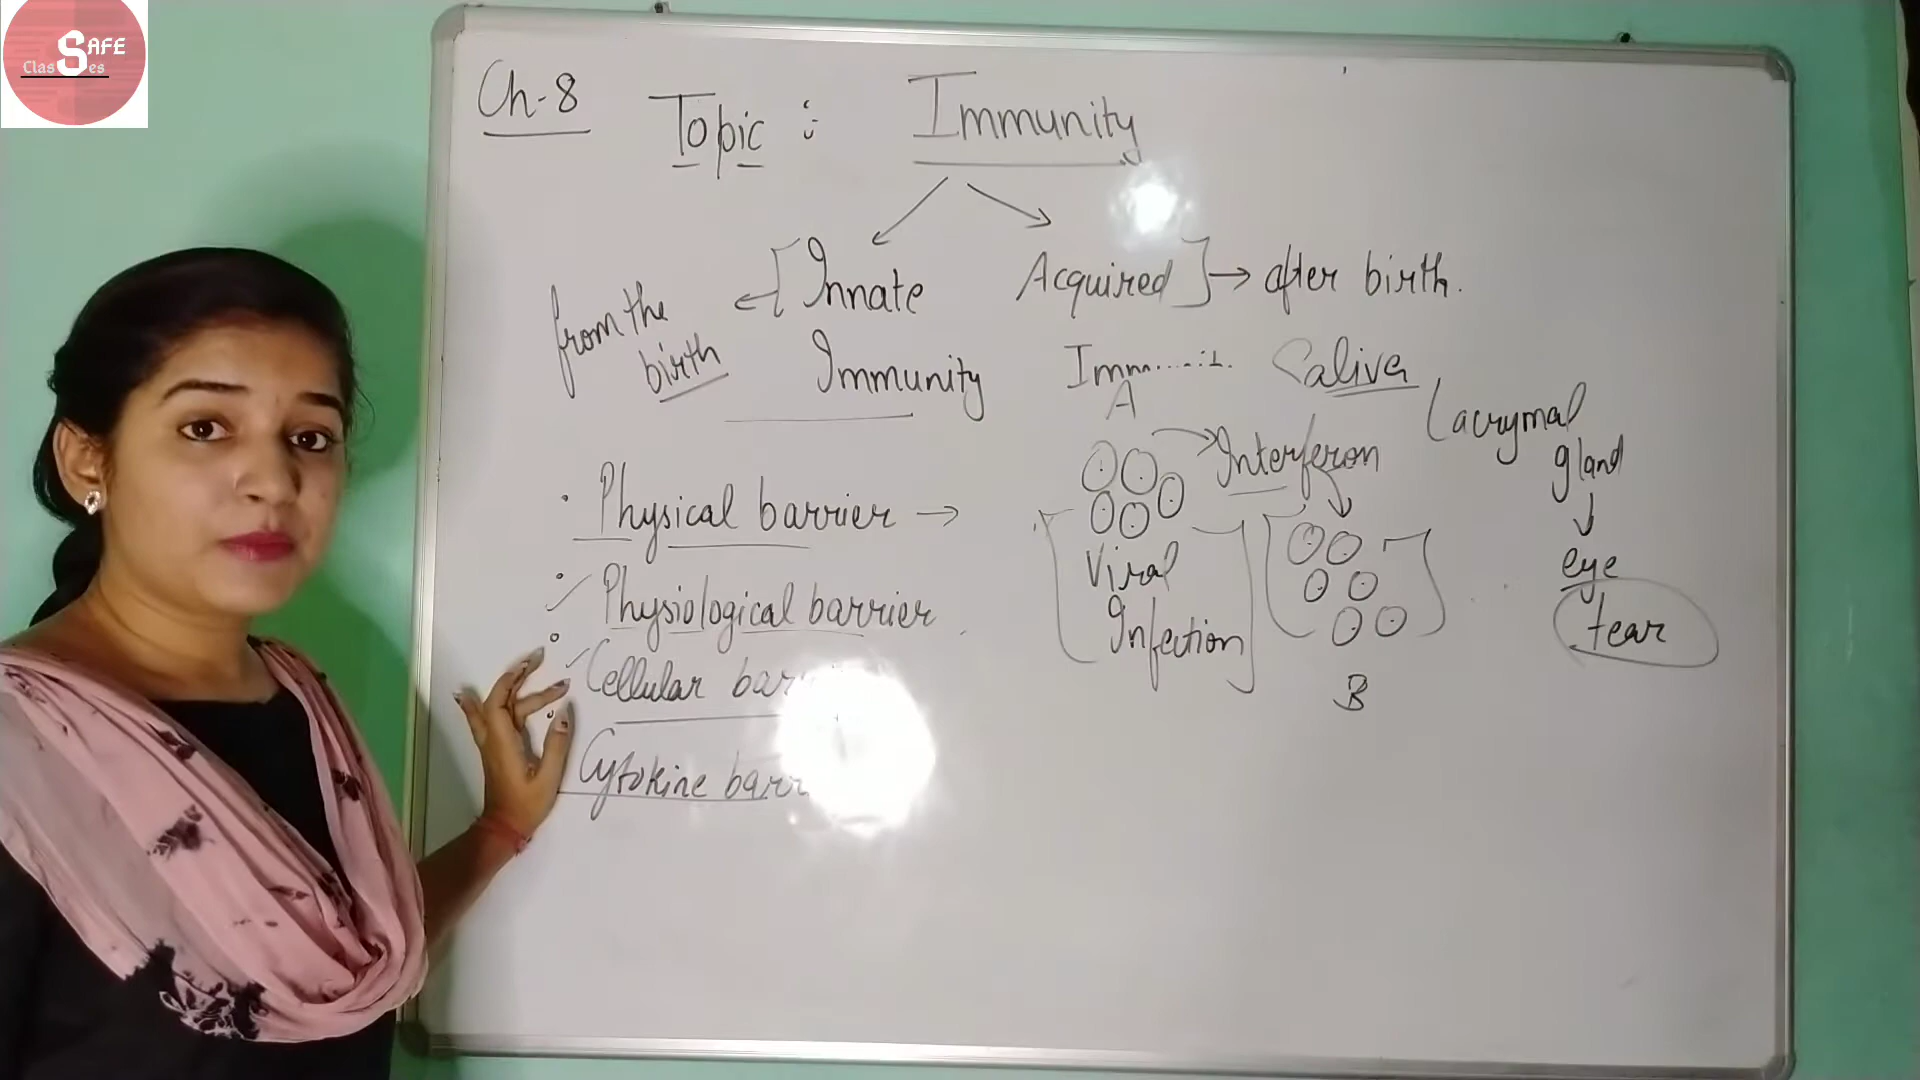 SAFE
Classes
Ch-8
Topic :
Immunity
Innate
Immunity
from the
birth
Acquired
after birth.
Saliva
Lacrymal
gland
eye
tear
A
Interferon
Viral
Infection
B
Physical barrier
Physiological barrier
Cellular
Cytokine